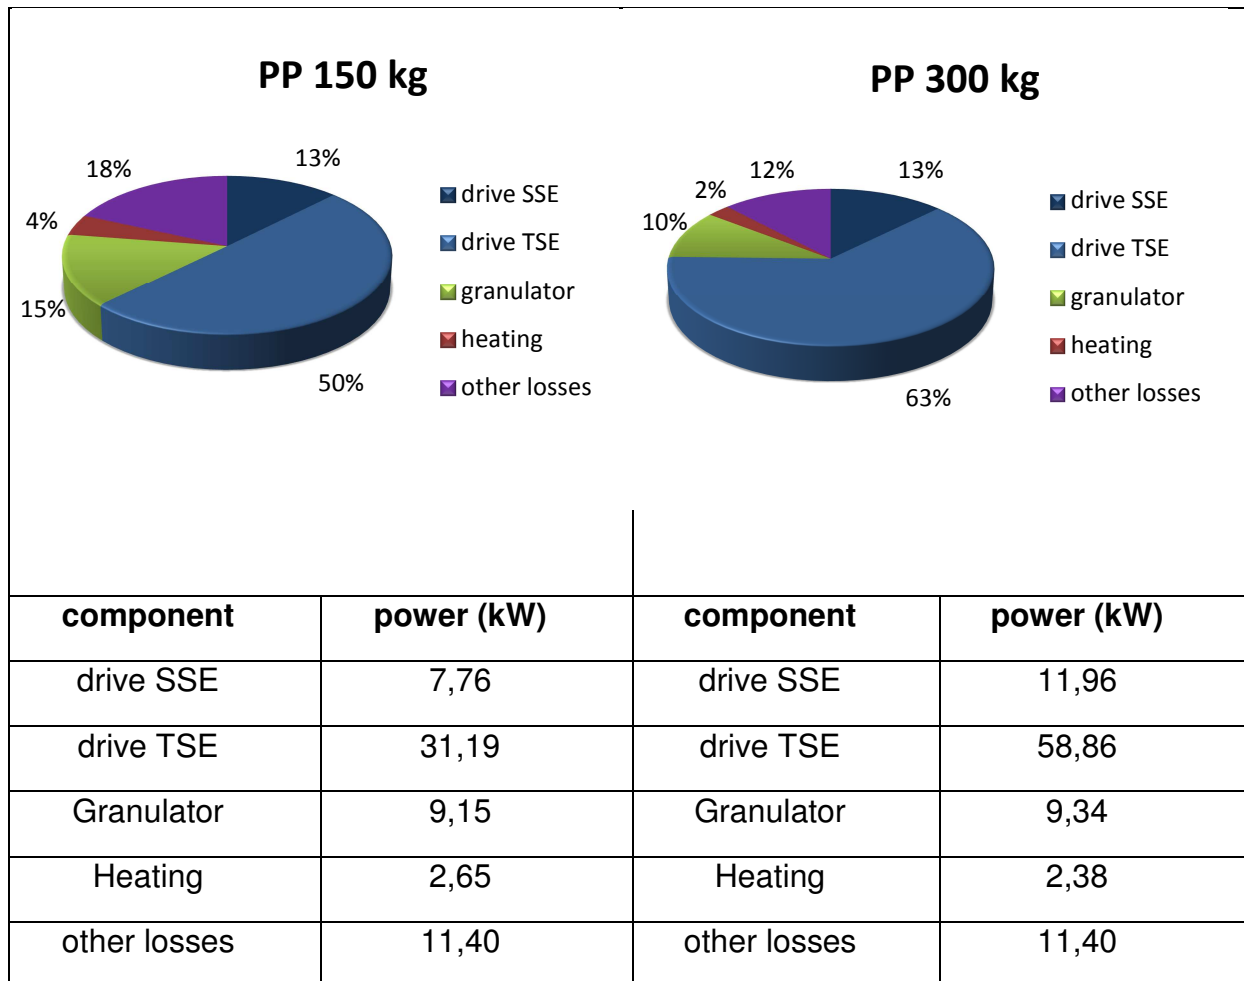 PP 150 kg
18%
13%
4%
15%
50%
drive SSE
drive TSE
granulator
heating
other losses
PP 300 kg
12%
13%
2%
10%
63%
drive SSE
drive TSE
granulator
heating
other losses
component power (kW) component power (kW)
drive SSE 7,76 drive SSE 11,96
drive TSE 31,19 drive TSE 58,86
Granulator 9,15 Granulator 9,34
Heating 2,65 Heating 2,38
other losses 11,40 other losses 11,40